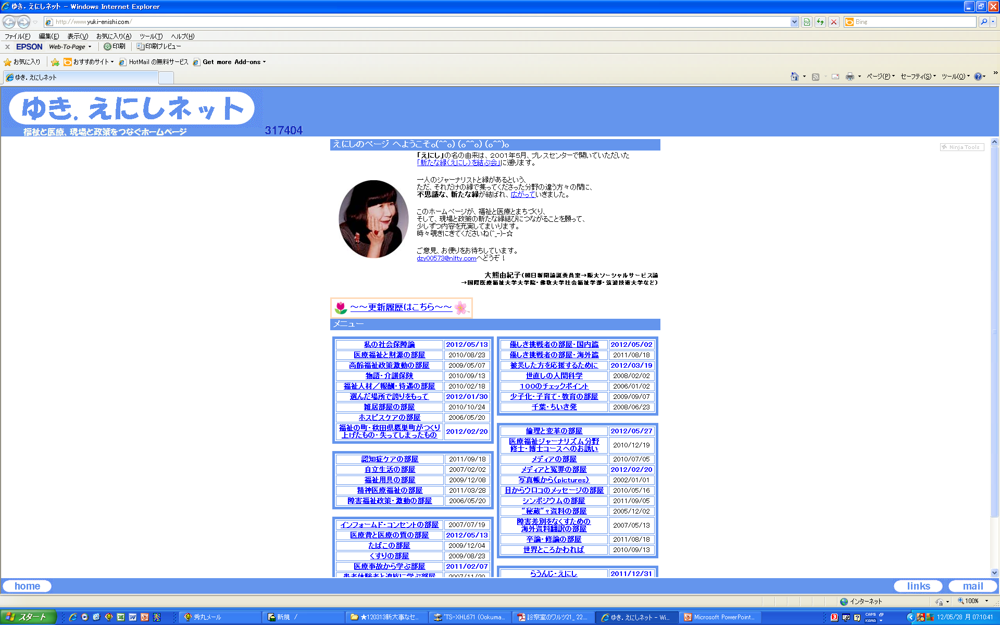 ゆき. えにしネット - Windows Internet Explorer
http://www.yuki-enishi.com/
Bing
ファイル(F) 編集(E) 表示(V) お気に入り(A) ツール(T) ヘルプ(H)
x EPSON Web-To-Page 印刷 印刷プレビュー
お気に入り おすすめサイト HotMail の無料サービス Get more Add-ons
ゆき. えにしネット
ページ(P) セーフティ(S) ツール(O) »
ゆき. えにしネット
福祉と医療、現場と政策をつなぐホームページ
317404
えにしのページ へようこそo(^^o) (o^^o) (o^^)o
Ninja Tools
「えにし」の名の由来は、２００１年５月、プレスセンターで開いていただいた
「新たな縁（えにし）を結ぶ会」に遡ります。
一人のジャーナリストと縁があるという、
ただ、それだけの縁で集ってくださった分野の違う方々の間に、
不思議な、新たな縁が結ばれ、広がっていきました。
このホームページが、福祉と医療とまちづくり、
そして、現場と政策の新たな縁結びにつながることを願って、
少しずつ内容を充実してまいります。
時々覗きにきてくださいね(^_-)-☆
ご意見、お便りをお待ちしています。
dzy00573@nifty.comへどうぞ！
大熊由紀子（朝日新聞論説委員室→阪大ソーシャルサービス論
→国際医療福祉大学大学院・佛教大学社会福祉学部・筑波技術大学など）
～～更新履歴はこちら～～
メニュー
私の社会保障論 2012/05/13
医療福祉と財源の部屋 2010/08/23
高齢福祉政策激動の部屋 2009/05/07
物語・介護保険 2010/09/13
福祉人材／報酬・待遇の部屋 2010/02/18
選んだ場所で誇りをもって 2012/01/30
雑居部屋の部屋 2010/10/24
ホスピスケアの部屋 2006/05/20
福祉の町・秋田県鷹巣町がつくり
上げたもの・失ってしまったもの 2012/02/20
認知症ケアの部屋 2011/09/18
自立生活の部屋 2007/02/02
福祉用具の部屋 2009/12/08
精神医療福祉の部屋 2011/03/28
障害福祉政策・激動の部屋 2006/05/20
インフォームド・コンセントの部屋 2007/07/19
医療費と医療の質の部屋 2012/05/13
たばこの部屋 2009/12/04
くすりの部屋 2009/08/23
医療事故から学ぶ部屋 2011/02/07
患者体験者と遺族に学ぶ部屋 2007/11/20
優しき挑戦者の部屋・国内篇 2012/05/02
優しき挑戦者の部屋・海外篇 2011/08/18
被災した方を応援するために 2012/03/19
世直しの人間科学 2008/02/02
１００のチェックポイント 2006/01/02
少子化・子育て・教育の部屋 2009/09/07
千葉・ちいき発 2008/06/23
倫理と変革の部屋 2012/05/27
医療福祉ジャーナリズム分野
修士・博士コースへのお誘い 2010/12/19
メディアの部屋 2010/07/05
メディアと冤罪の部屋 2012/02/20
写真帳から（pictures） 2002/01/01
目からウロコのメッセージの部屋 2010/05/16
シンポジウムの部屋 2011/09/05
“秘蔵“？資料の部屋 2005/12/02
障害差別をなくすための
海外資料翻訳の部屋 2007/05/13
卒論・修論の部屋 2011/08/18
世界ところかわれば 2010/09/13
らうんじ・えにし 2011/12/31
home
links
mail
インターネット
100%
スタート
秀丸メール
新規 /
★120313新大事なセ...
'TS-XHL671 (Ookuma...
診察室のワルツ21_ 22....
ゆき. えにしネット - Wi...
Microsoft PowerPoint...
CAPS
KANA
12/05/28 月 07:10:41